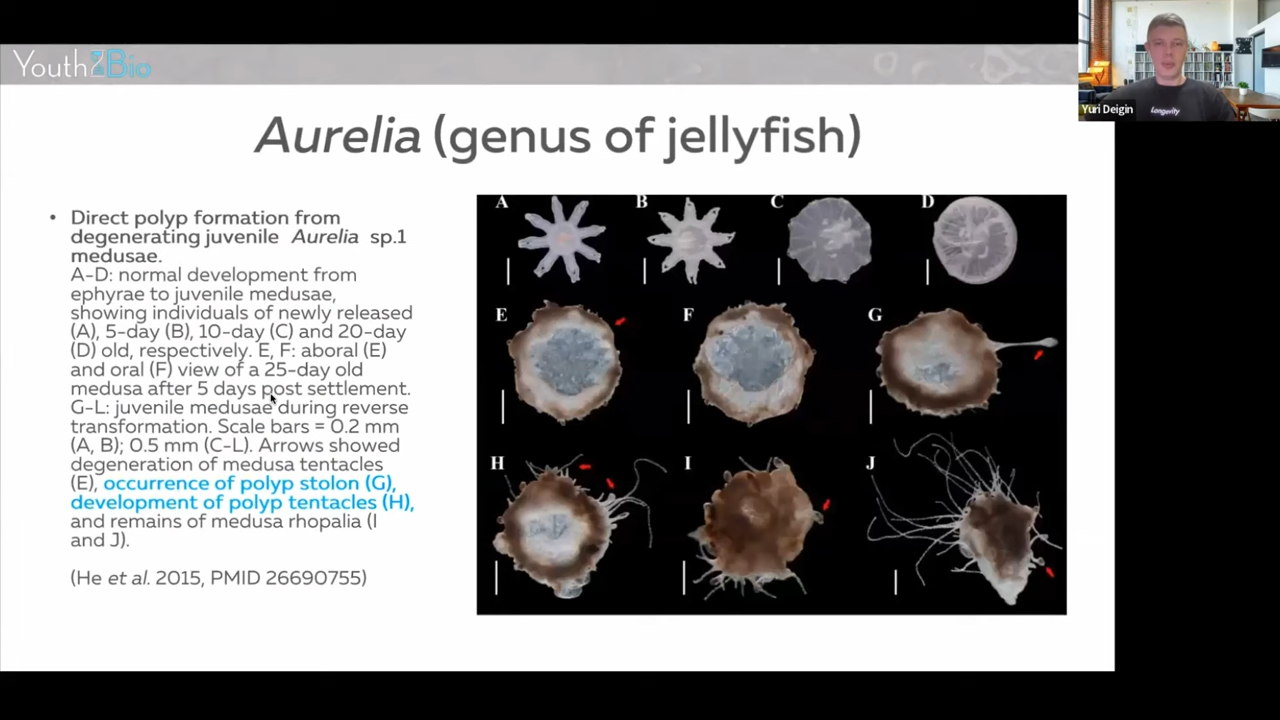 Youth2Bio
Yuri Deigin
Longevity
Aurelia (genus of jellyfish)
• Direct polyp formation from
degenerating juvenile Aurelia sp.1
medusae.
A-D: normal development from
ephyrae to juvenile medusae,
showing individuals of newly released
(A), 5-day (B), 10-day (C) and 20-day
(D) old, respectively. E, F: aboral (E)
and oral (F) view of a 25-day old
medusa after 5 days post settlement.
G-L: juvenile medusae during reverse
transformation. Scale bars = 0.2 mm
(A, B); 0.5 mm (C-L). Arrows showed
degeneration of medusa tentacles
(E), occurrence of polyp stolon (G),
development of polyp tentacles (H),
and remains of medusa rhopalia (I
and J).
(He et al. 2015, PMID 26690755)
A B C D
E F G
H I J